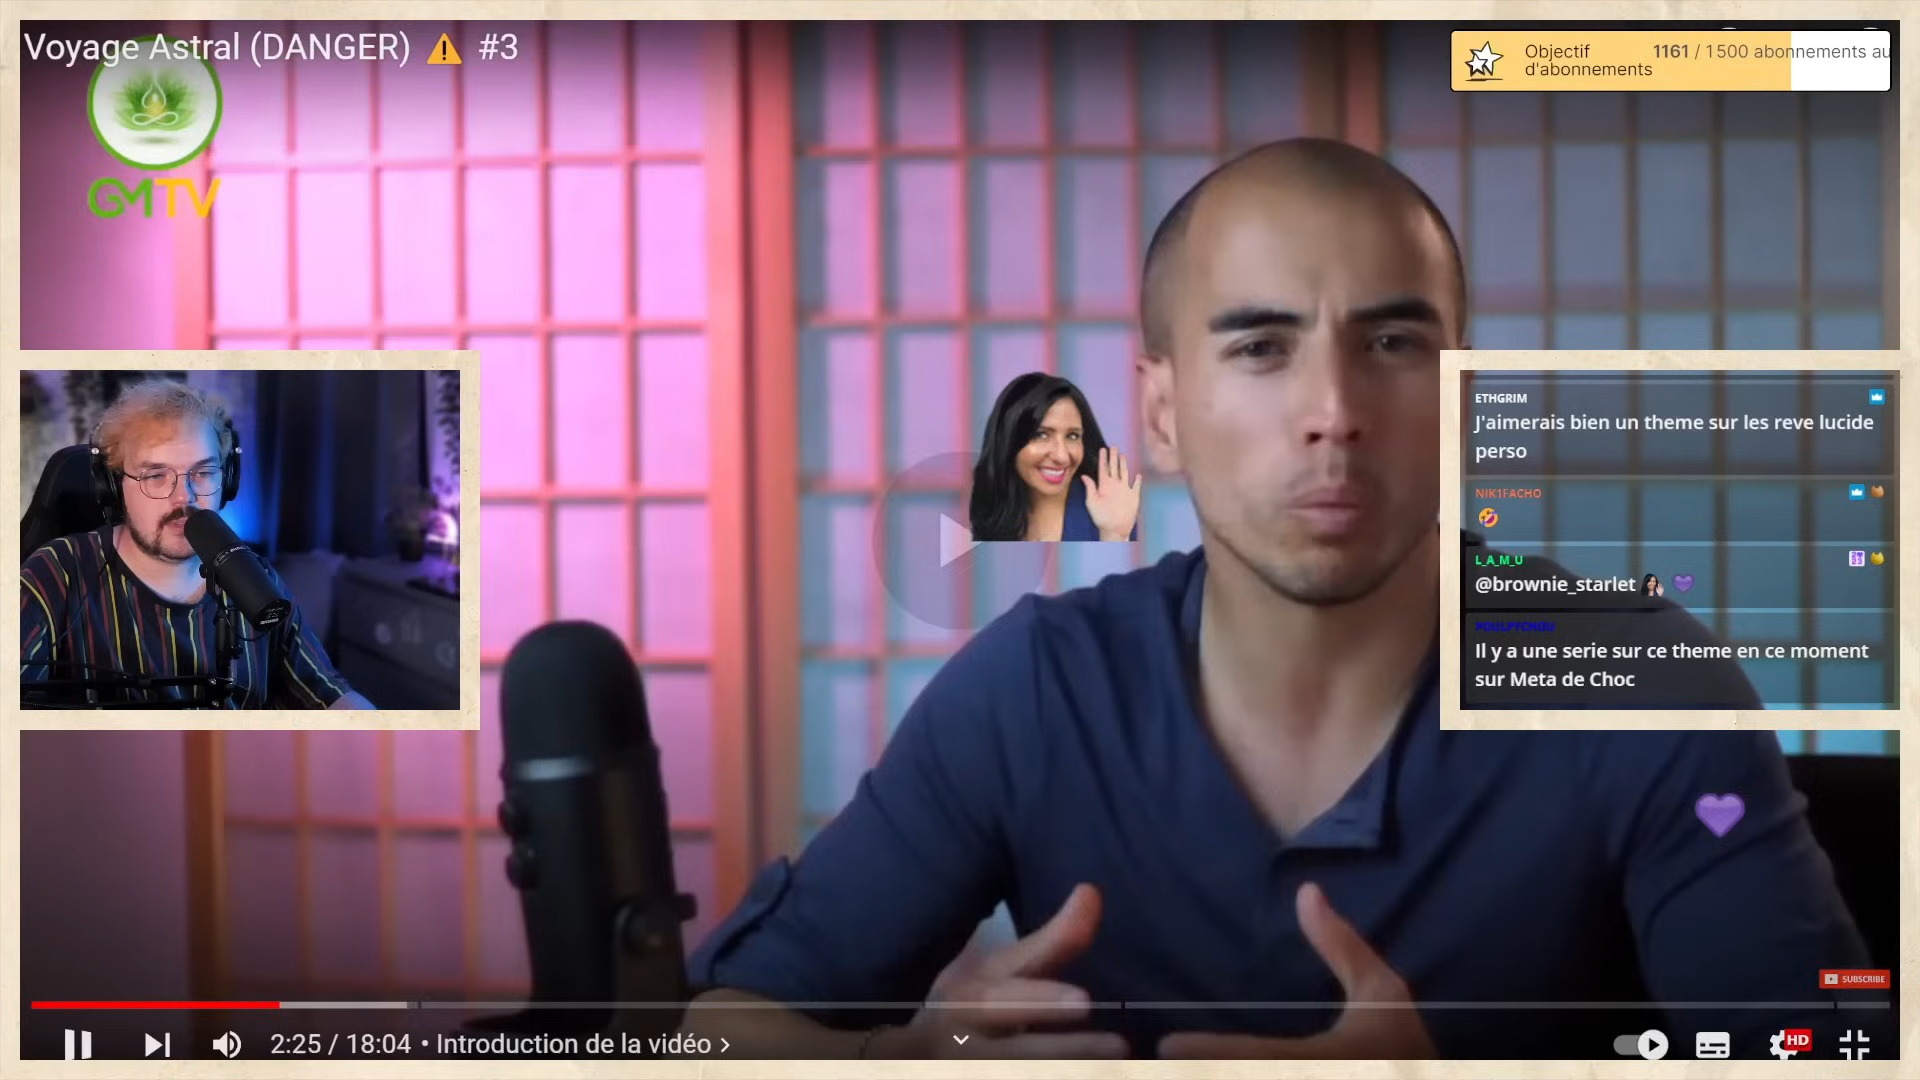 Voyage Astral (DANGER) ⚠ #3
GMTV
Objectif
d'abonnements
1161 / 1500 abonnements au
ETHGRIM
J'aimerais bien un theme sur les reve lucide
perso
NIK1FACHO
L_A_M_U
@brownie_starlet
Il y a une serie sur ce theme en ce moment
sur Meta de Choc
SUBSCRIBE
2:25 / 18:04 • Introduction de la vidéo
HD